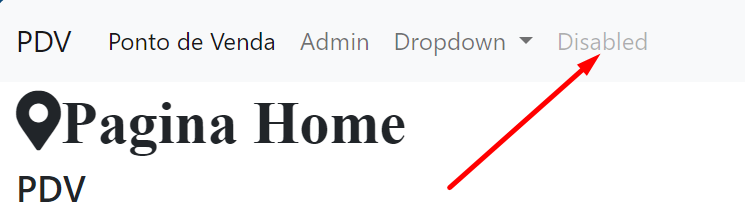 PDV Ponto de Venda Admin Dropdown Disabled
Pagina Home
PDV